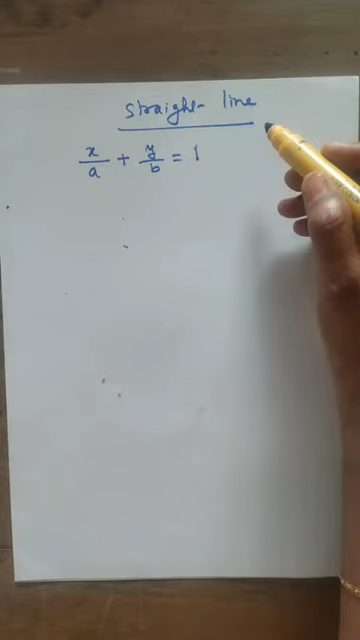 straight line
x/a + y/b = 1